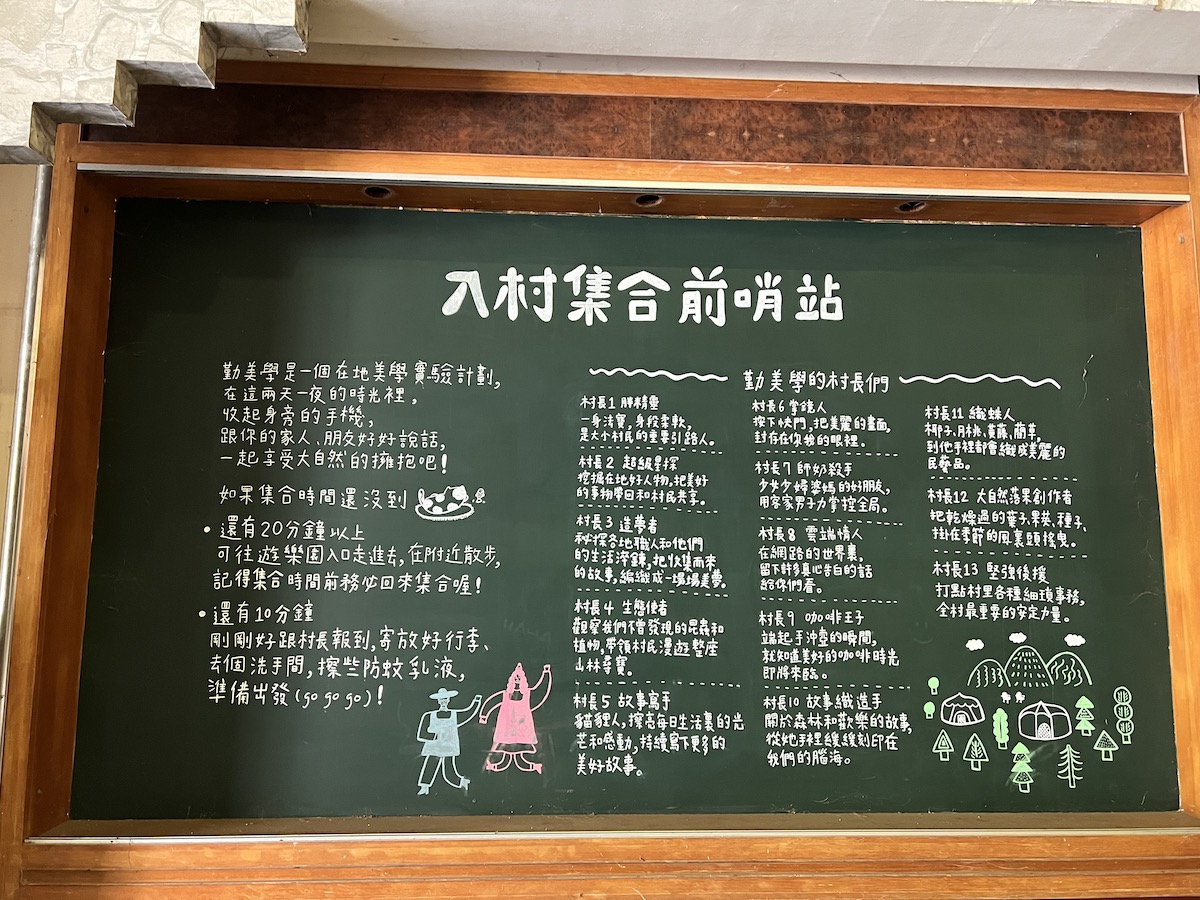 入村集合前哨站
勤美學是一個在地美學實驗計劃,
在這兩天一夜的時光裡,
收起身旁的手機,
跟你的家人、朋友好好說話,
一起享受大自然的擁抱吧!
如果集合時間還沒到
• 還有20分鐘以上
可往遊樂園入口走進去,在附近散步,
記得集合時間前務必回來集合喔!
• 還有10分鐘
剛剛好跟村長報到,寄放好行李、
去個洗手間,擦些防蚊乳液,
準備出發(go go go)!
勤美學的村長們
村長1 胖精靈
一身法寶,身段柔軟,
是大小村民的重要引路人。
村長2 超級星探
挖掘在地好人物,把美好
的事物帶回和村民共享。
村長3 造夢者
秘探各地職人和他們
的生活淬鍊,把收集而來
的故事,編織成一場場美夢。
村長4 生態使者
觀察我們不曾發現的昆蟲和
植物,帶領村民漫遊整座
山林尋寶。
村長5 故事寫手
貓貍人,擦亮每日生活裏的光
芒和感動,持續寫下更多的
美好故事。
村長6 掌鏡人
按下快門,把美麗的畫面,
封存在你我的眼裡。
村長7 師奶殺手
少女少婦婆媽的好朋友,
用客家男子力掌控全局。
村長8 雲端情人
在網路的世界裏,
留下許多真心告白的話
給你們看。
村長9 咖啡王子
端起手沖壺的瞬間,
就知道美好的咖啡時光
即將來臨。
村長10 故事織造手
關於森林和歡樂的故事,
從她手裡緩緩刻印在
我們的腦海。
村長11 織蛛人
椰子、月桃、黃藤、藺草,
到他手裡都會織成美麗的
民藝品。
村長12 大自然落果創作者
把乾燥過的葉子、果英、種子、
掛在季節的風裏頭搖曳。
村長13 堅強後援
打點村里各種細瑣事務,
全村最重要的安定力量。